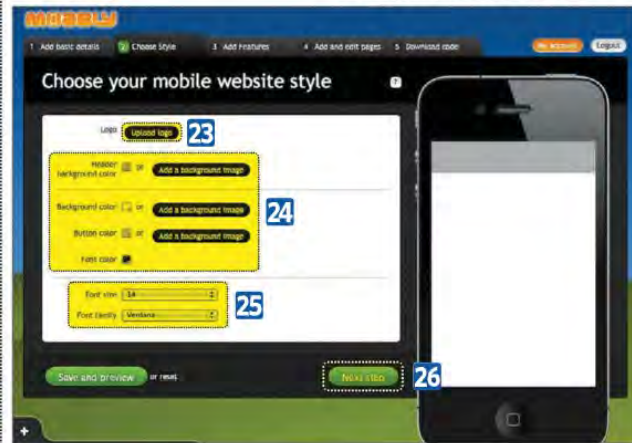 MOBBLY
1 Add basic details 2 Choose Style 3 Add Features 4 Add and edit pages 5 Download code My account Logout
Choose your mobile website style ?
Logo Upload logo 23
Header background color or Add a background image
Background color or Add a background image 24
Button color or Add a background image
Font color
Font size 14
Font family Verdana 25
Save and preview or reset Next step 26
+